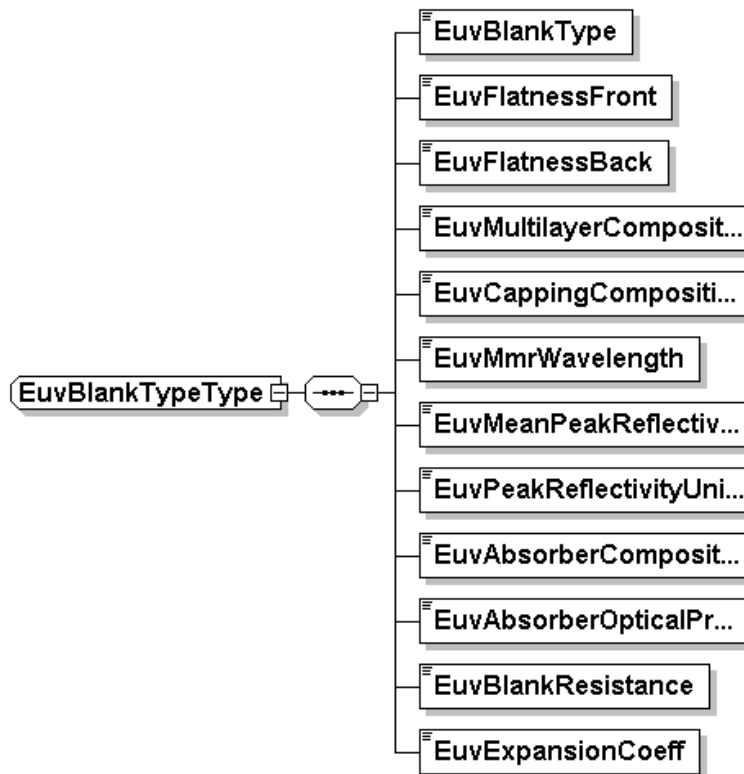 EuvBlankType
EuvFlatnessFront
EuvFlatnessBack
EuvMultilayerComposit...
EuvCappingCompositi...
EuvMmrWavelength
EuvBlankTypeType
EuvMeanPeakReflectiv...
EuvPeakReflectivityUni...
EuvAbsorberComposit...
EuvAbsorberOpticalPr...
EuvBlankResistance
EuvExpansionCoeff